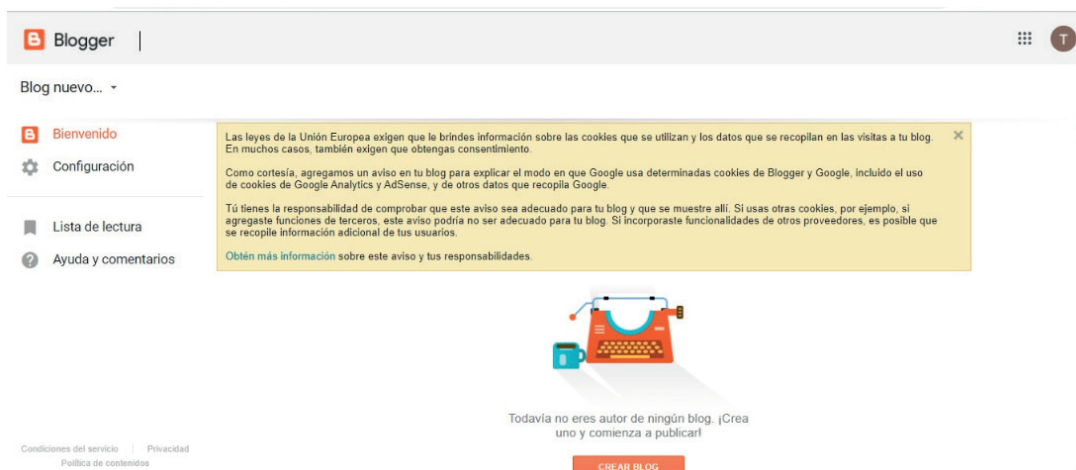 Blogger
T
Blog nuevo...
Bienvenido
Configuración
Lista de lectura
Ayuda y comentarios
Las leyes de la Unión Europea exigen que le brindes información sobre las cookies que se utilizan y los datos que se recopilan en las visitas a tu blog.
En muchos casos, también exigen que obtengas consentimiento.
Como cortesía, agregamos un aviso en tu blog para explicar el modo en que Google usa determinadas cookies de Blogger y Google, incluido el uso
de cookies de Google Analytics y AdSense, y de otros datos que recopila Google.
Tú tienes la responsabilidad de comprobar que este aviso sea adecuado para tu blog y que se muestre allí. Si usas otras cookies, por ejemplo, si
agregaste funciones de terceros, este aviso podría no ser adecuado para tu blog. Si incorporaste funcionalidades de otros proveedores, es posible que
se recopile información adicional de tus usuarios.
Obtén más información sobre este aviso y tus responsabilidades.
Todavía no eres autor de ningún blog. ¡Crea
uno y comienza a publicar!
CREAR BLOG
Condiciones del servicio | Privacidad
Política de contenidos